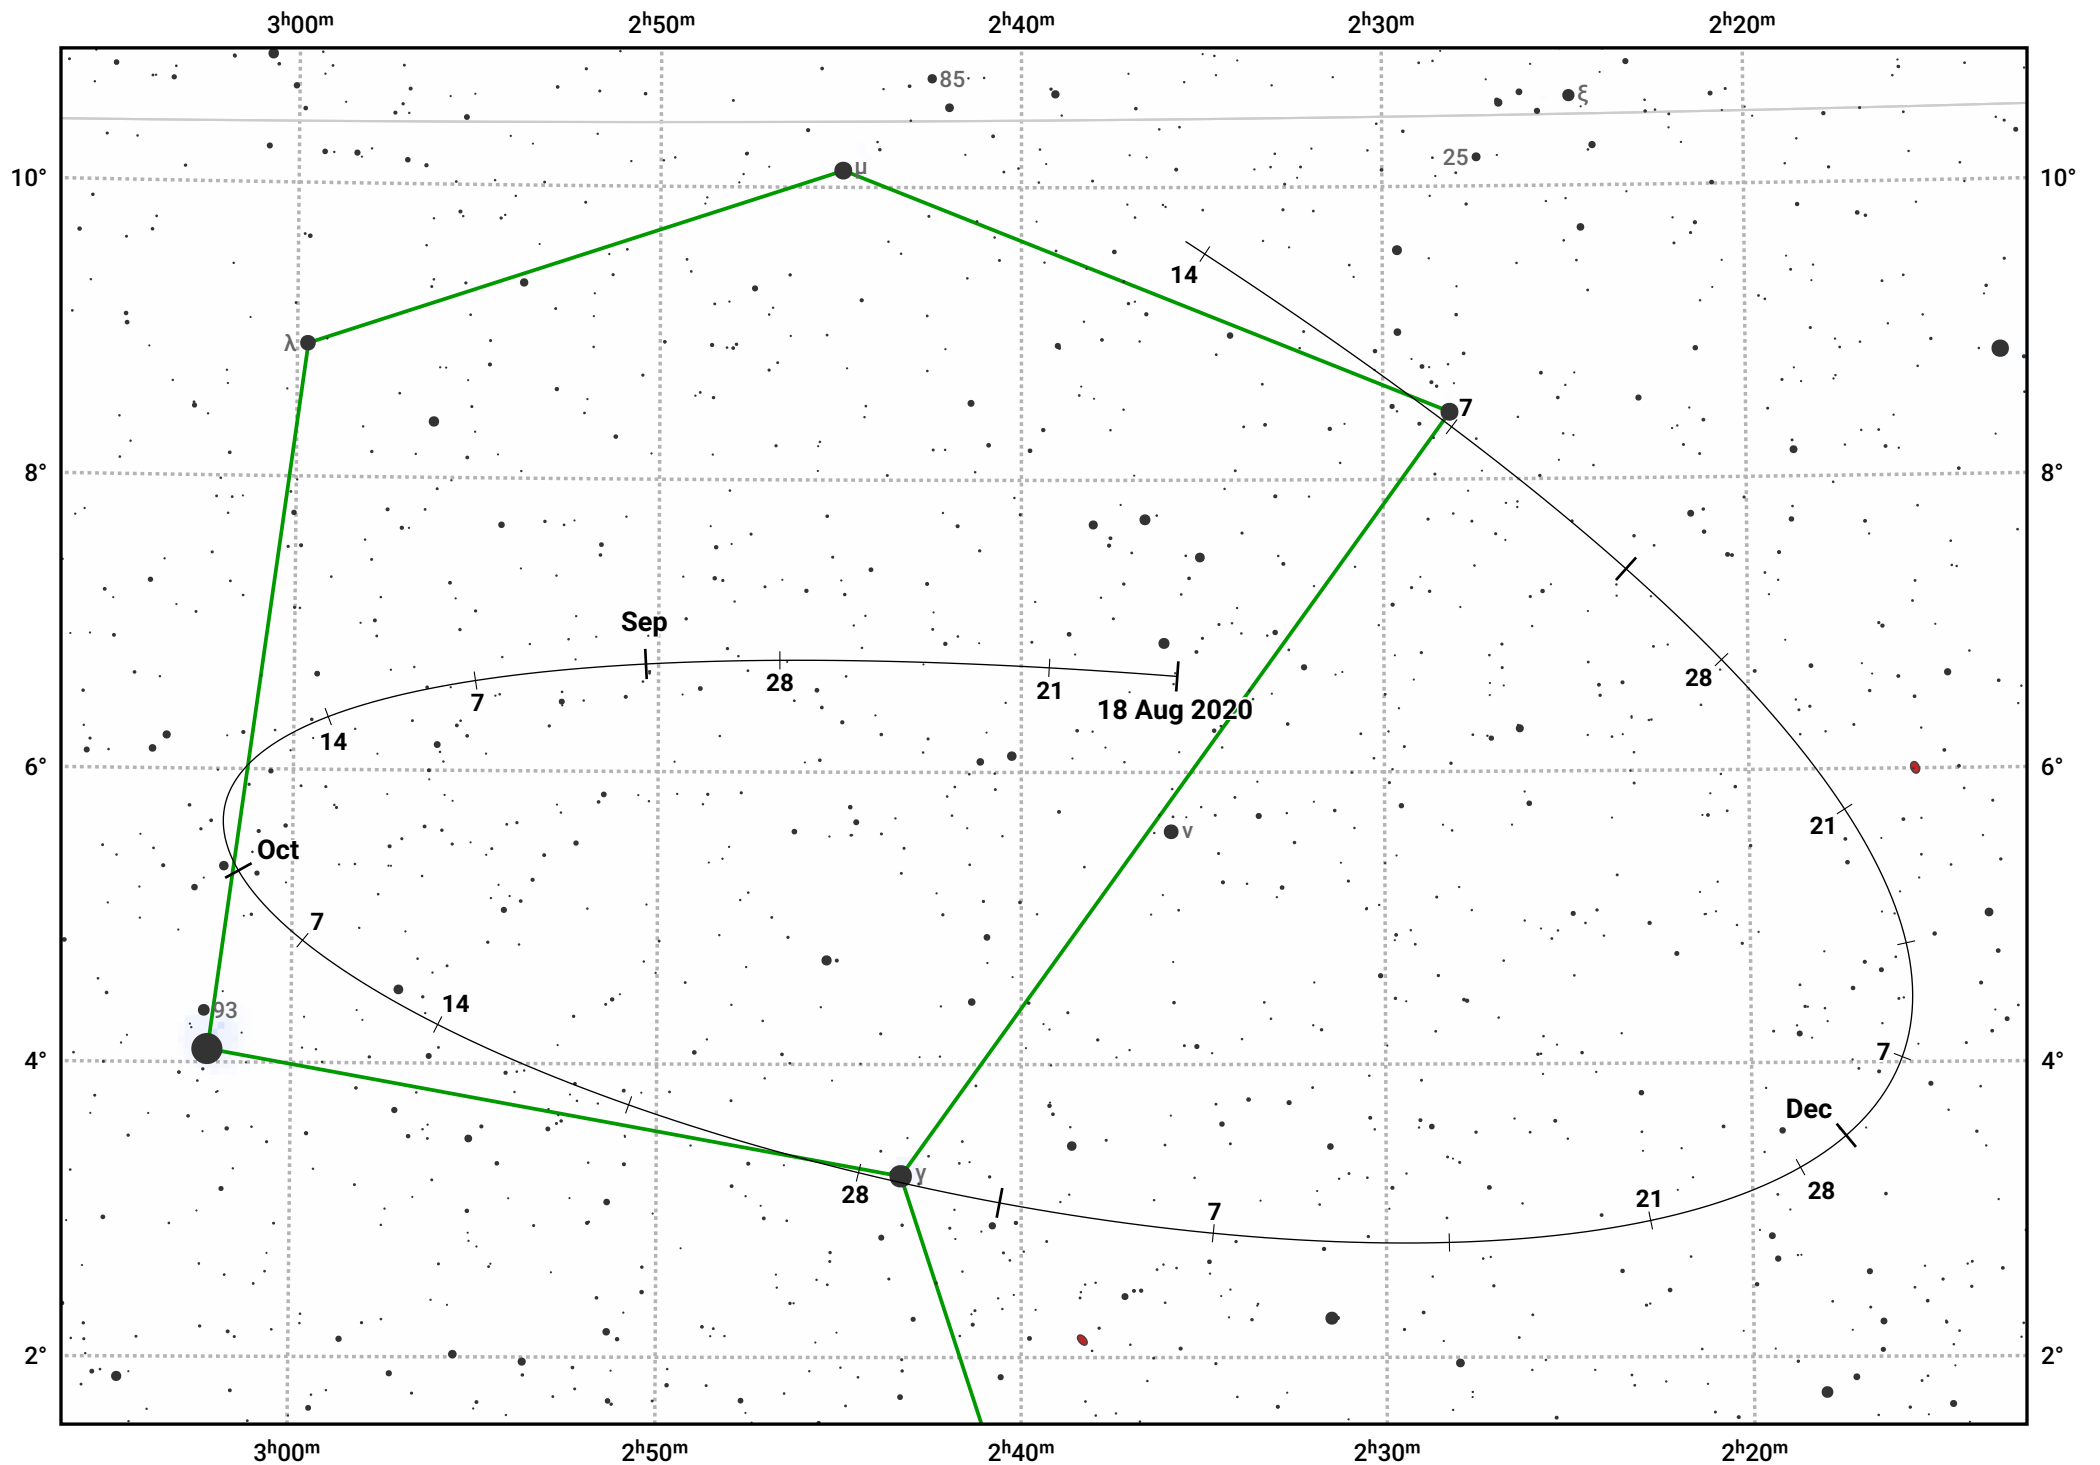 3h00m 2h50m 2h40m 2h30m 2h20m
85
ξ
25
10° μ 10°
14
λ
7
8° 8°
Sep
28
7 28 21
18 Aug 2020
14
6° 6°
21
ν
Oct
7
14
93
4° 7 4°
Dec
γ
28 7 21 28
2° 2°
3h00m 2h50m 2h40m 2h30m 2h20m